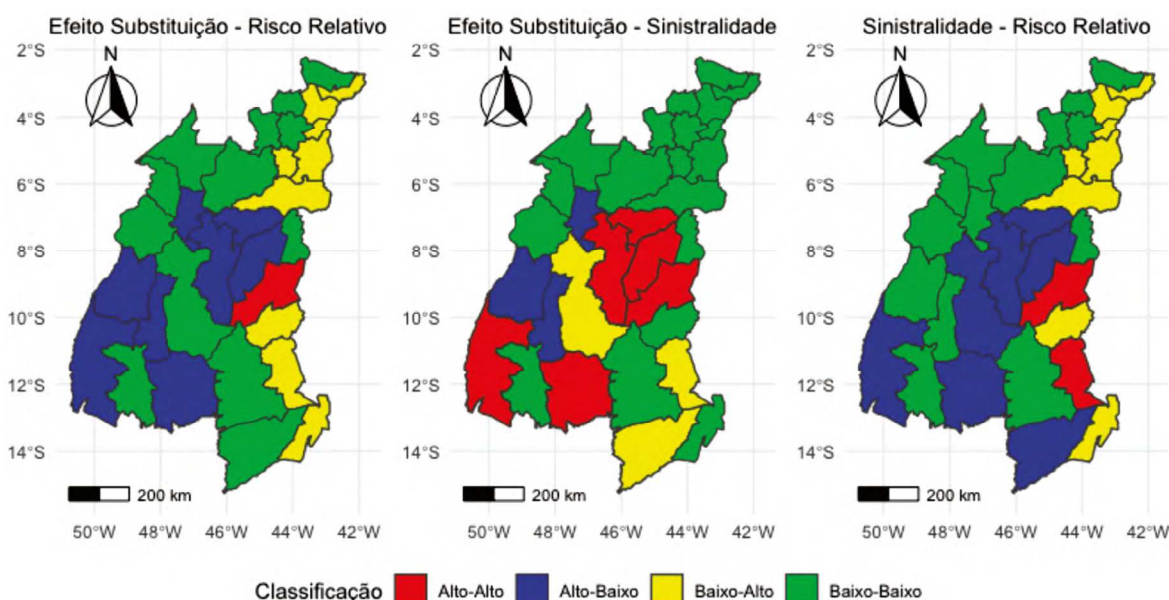 Efeito Substituição - Risco Relativo
Efeito Substituição - Sinistralidade
Sinistralidade - Risco Relativo
2°S
4°S
6°S
8°S
10°S
12°S
14°S
N
200 km
50°W 48°W 46°W 44°W 42°W
2°S
4°S
6°S
8°S
10°S
12°S
14°S
N
200 km
50°W 48°W 46°W 44°W 42°W
2°S
4°S
6°S
8°S
10°S
12°S
14°S
N
200 km
50°W 48°W 46°W 44°W 42°W
Classificação Alto-Alto Alto-Baixo Baixo-Alto Baixo-Baixo